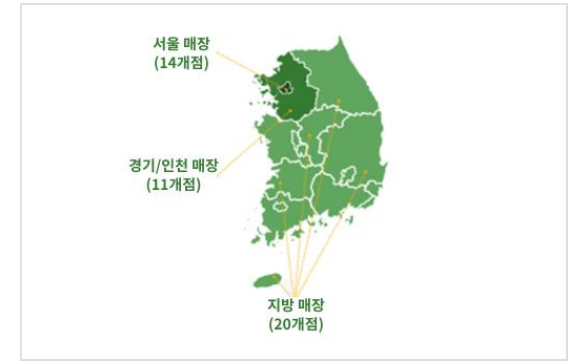 서울 매장
(14개점)
경기/인천 매장
(11개점)
지방 매장
(20개점)